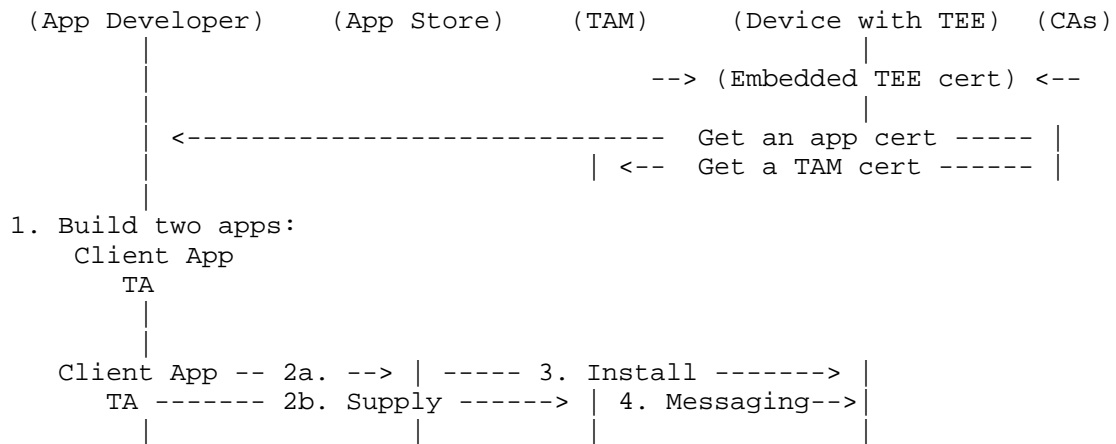 (App Developer)    (App Store)    (TAM)    (Device with TEE)  (CAs)
        |                                            |
        |                               --> (Embedded TEE cert) <--
        |                                            |
        | <------------------------------  Get an app cert ----- |
        |                           | <--  Get a TAM cert ------ |
        |
1. Build two apps:
    Client App
       TA
        |
        |
   Client App -- 2a. --> | ----- 3. Install -------> |
      TA ------- 2b. Supply ------> | 4. Messaging-->|
        |                |          |                |